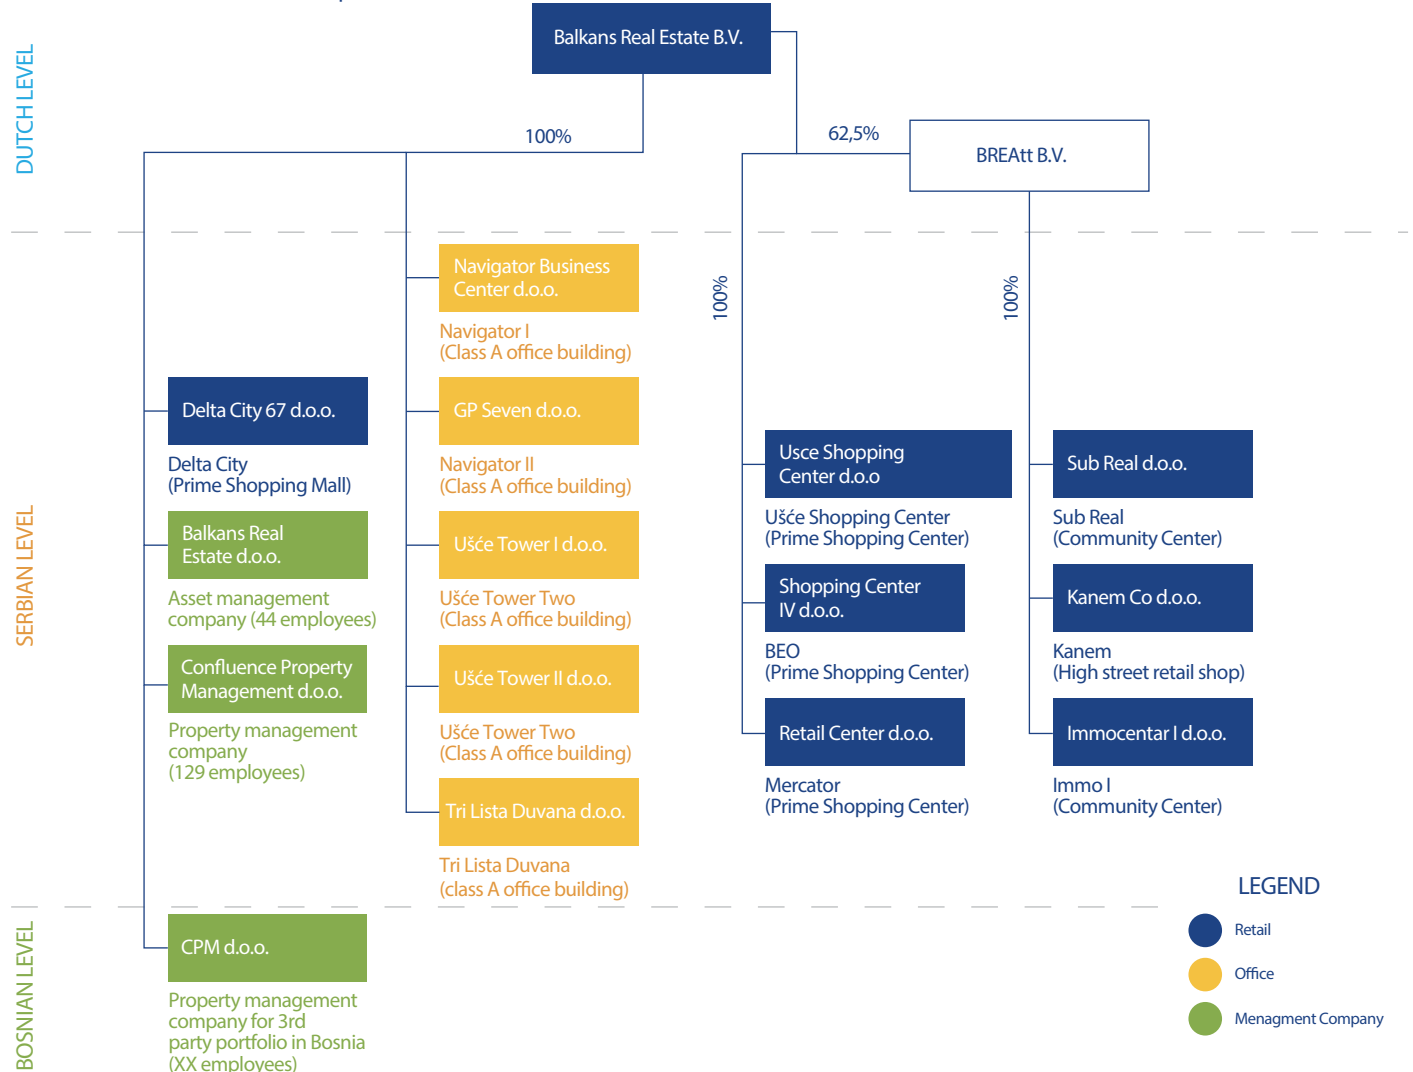 DUTCH LEVEL
Balkans Real Estate B.V.
100%
62,5%
BREAtt B.V.
SERBIAN LEVEL
Delta City 67 d.o.o.
Delta City
(Prime Shopping Mall)
Balkans Real
Estate d.o.o.
Asset management
company (44 employees)
Confluence Property
Management d.o.o.
Property management
company
(129 employees)
Navigator Business
Center d.o.o.
Navigator I
(Class A office building)
GP Seven d.o.o.
Navigator II
(Class A office building)
Ušće Tower I d.o.o.
Ušće Tower Two
(Class A office building)
Ušće Tower II d.o.o.
Ušće Tower Two
(Class A office building)
Tri Lista Duvana d.o.o.
Tri Lista Duvana
(class A office building)
100%
Usce Shopping
Center d.o.o
Ušće Shopping Center
(Prime Shopping Center)
Shopping Center
IV d.o.o.
BEO
(Prime Shopping Center)
Retail Center d.o.o.
Mercator
(Prime Shopping Center)
100%
Sub Real d.o.o.
Sub Real
(Community Center)
Kanem Co d.o.o.
Kanem
(High street retail shop)
Immocentar I d.o.o.
Immo I
(Community Center)
BOSNIAN LEVEL
CPM d.o.o.
Property management
company for 3rd
party portfolio in Bosnia
(XX employees)
LEGEND
Retail
Office
Menagment Company